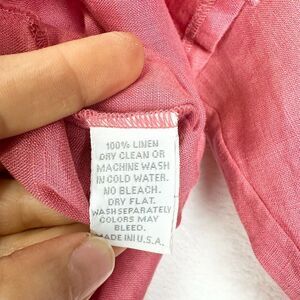 100% LINEN
DRY CLEAN OR
MACHINE WASH
IN COLD WATER.
NO BLEACH.
DRY FLAT.
WASH SEPARATELY
COLORS MAY
BLEED.
MADE IN U.S.A.